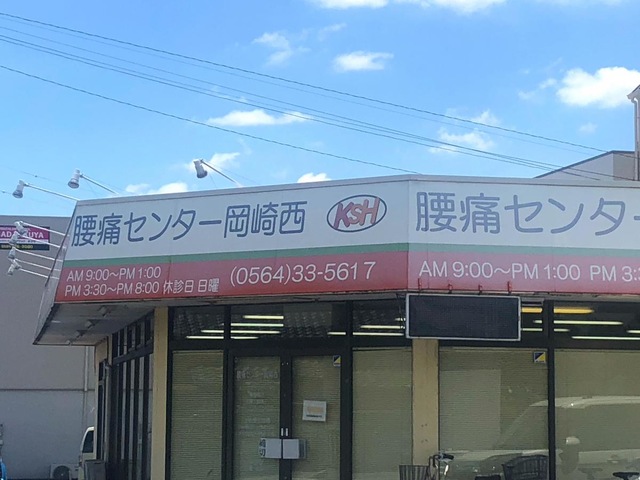 腰痛センター岡崎西
KSH
AM 9:00～PM 1:00
PM 3:30～PM 8:00 休診日 日曜
(0564)33-5617
腰痛センタ
AM 9:00～PM 1:00 PM 3:3